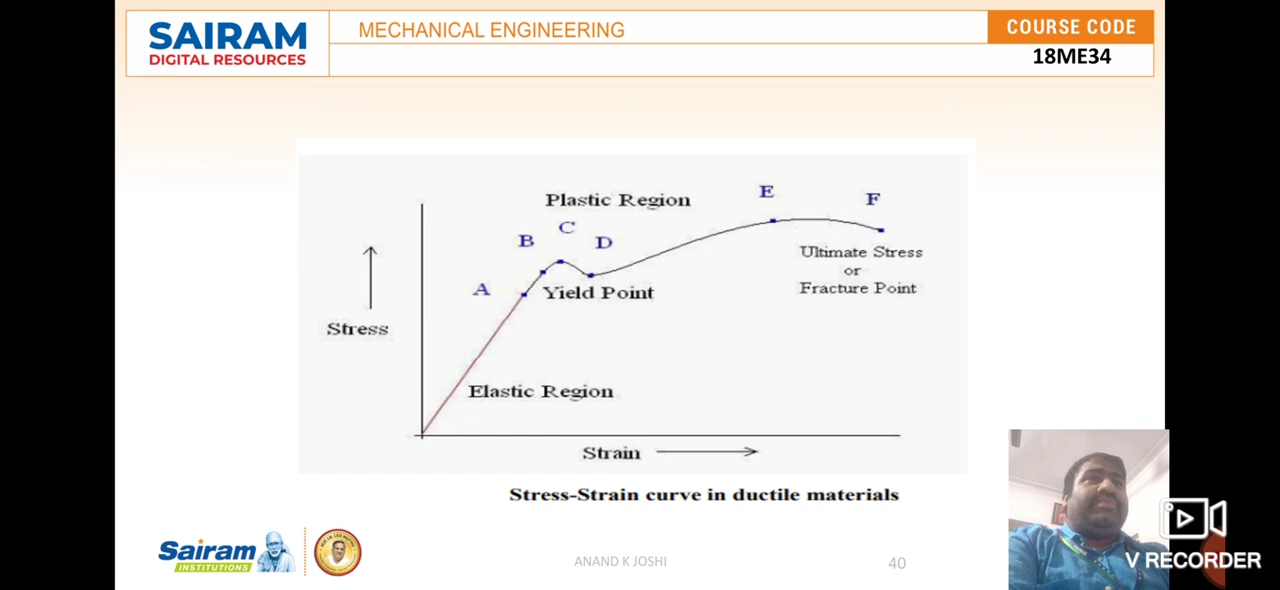 SAIRAM
DIGITAL RESOURCES
MECHANICAL ENGINEERING
COURSE CODE
18ME34
Plastic Region
E
F
C
B
D
A
Yield Point
Ultimate Stress
or
Fracture Point
Stress
Elastic Region
Strain
Stress-Strain curve in ductile materials
Sairam
INSTITUTIONS
ANAND K JOSHI
40
V RECORDER